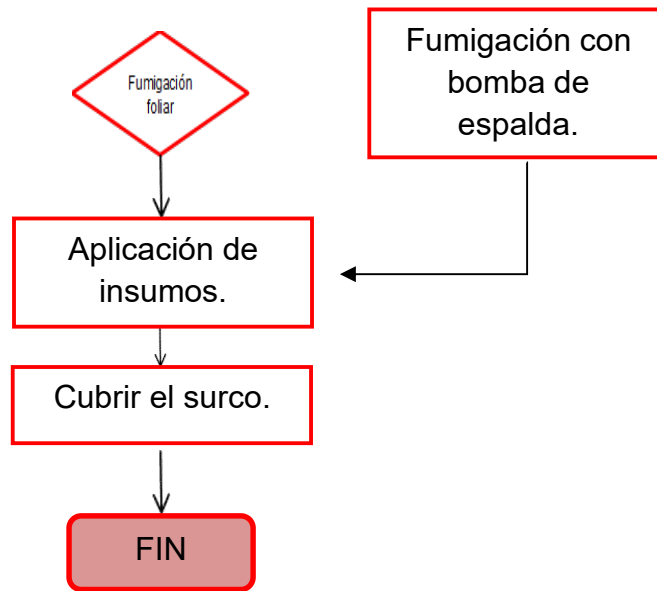 Fumigación
foliar
Fumigación con
bomba de
espalda.
Aplicación de
insumos.
Cubrir el surco.
FIN